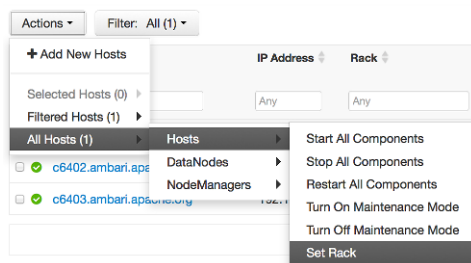 Actions
Filter: All (1)
+ Add New Hosts
IP Address
Rack
Selected Hosts (0)
Filtered Hosts (1)
Any
Any
All Hosts (1)
Hosts
Start All Components
c6402.ambari.apa
DataNodes
Stop All Components
NodeManagers
Restart All Components
c6403.ambari.apache.org
Turn On Maintenance Mode
Turn Off Maintenance Mode
Set Rack